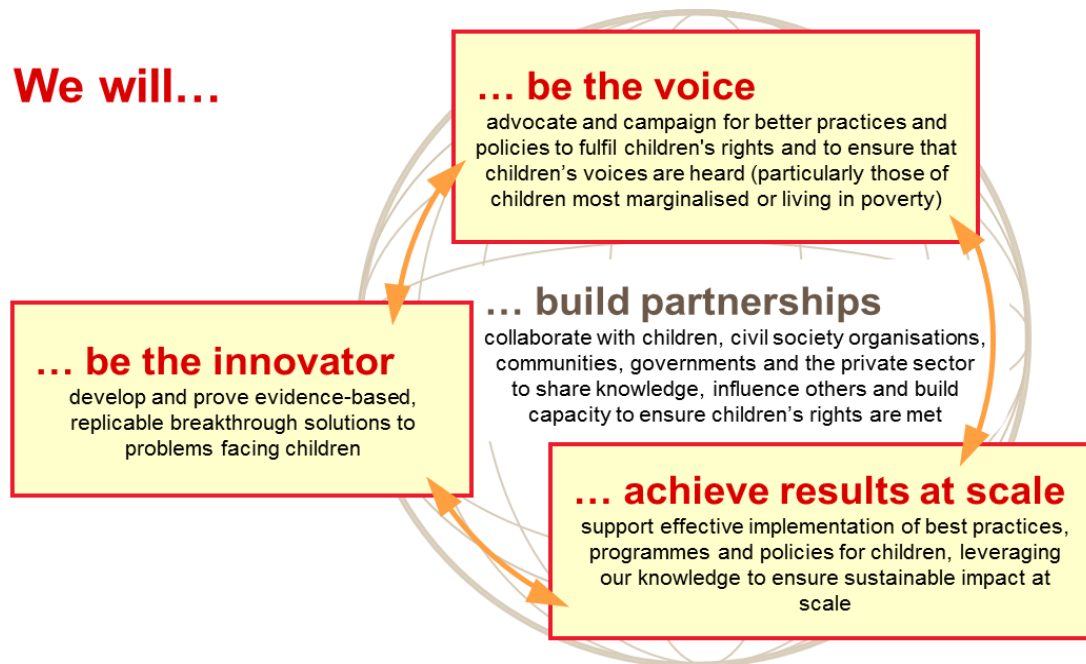 We will…
… be the voice
advocate and campaign for better practices and
policies to fulfil children's rights and to ensure that
children’s voices are heard (particularly those of
children most marginalised or living in poverty)
… build partnerships
collaborate with children, civil society organisations,
communities, governments and the private sector
to share knowledge, influence others and build
capacity to ensure children’s rights are met
… be the innovator
develop and prove evidence-based,
replicable breakthrough solutions to
problems facing children
… achieve results at scale
support effective implementation of best practices,
programmes and policies for children, leveraging
our knowledge to ensure sustainable impact at
scale